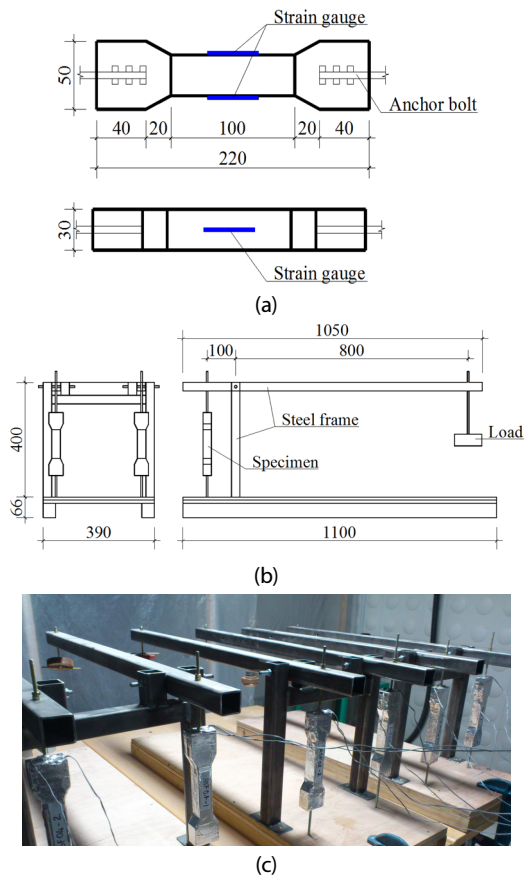 Strain gauge
50
Anchor bolt
40 20 100 20 40
220
30
Strain gauge
(a)
1050
100 800
400
Steel frame
Load
Specimen
66
390 1100
(b)
(c)